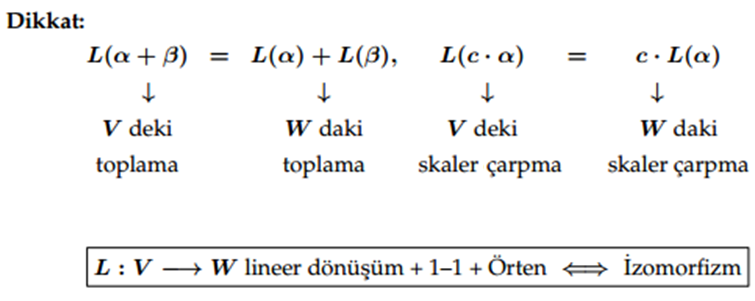 Dikkat:
L(α + β) = L(α) + L(β), L(c · α) = c · L(α)
↓ ↓ ↓ ↓
V deki W daki V deki W daki
toplama toplama skaler çarpma skaler çarpma
L : V ⟶ W lineer dönüşüm + 1–1 + Örten ⟺ İzomorfizm